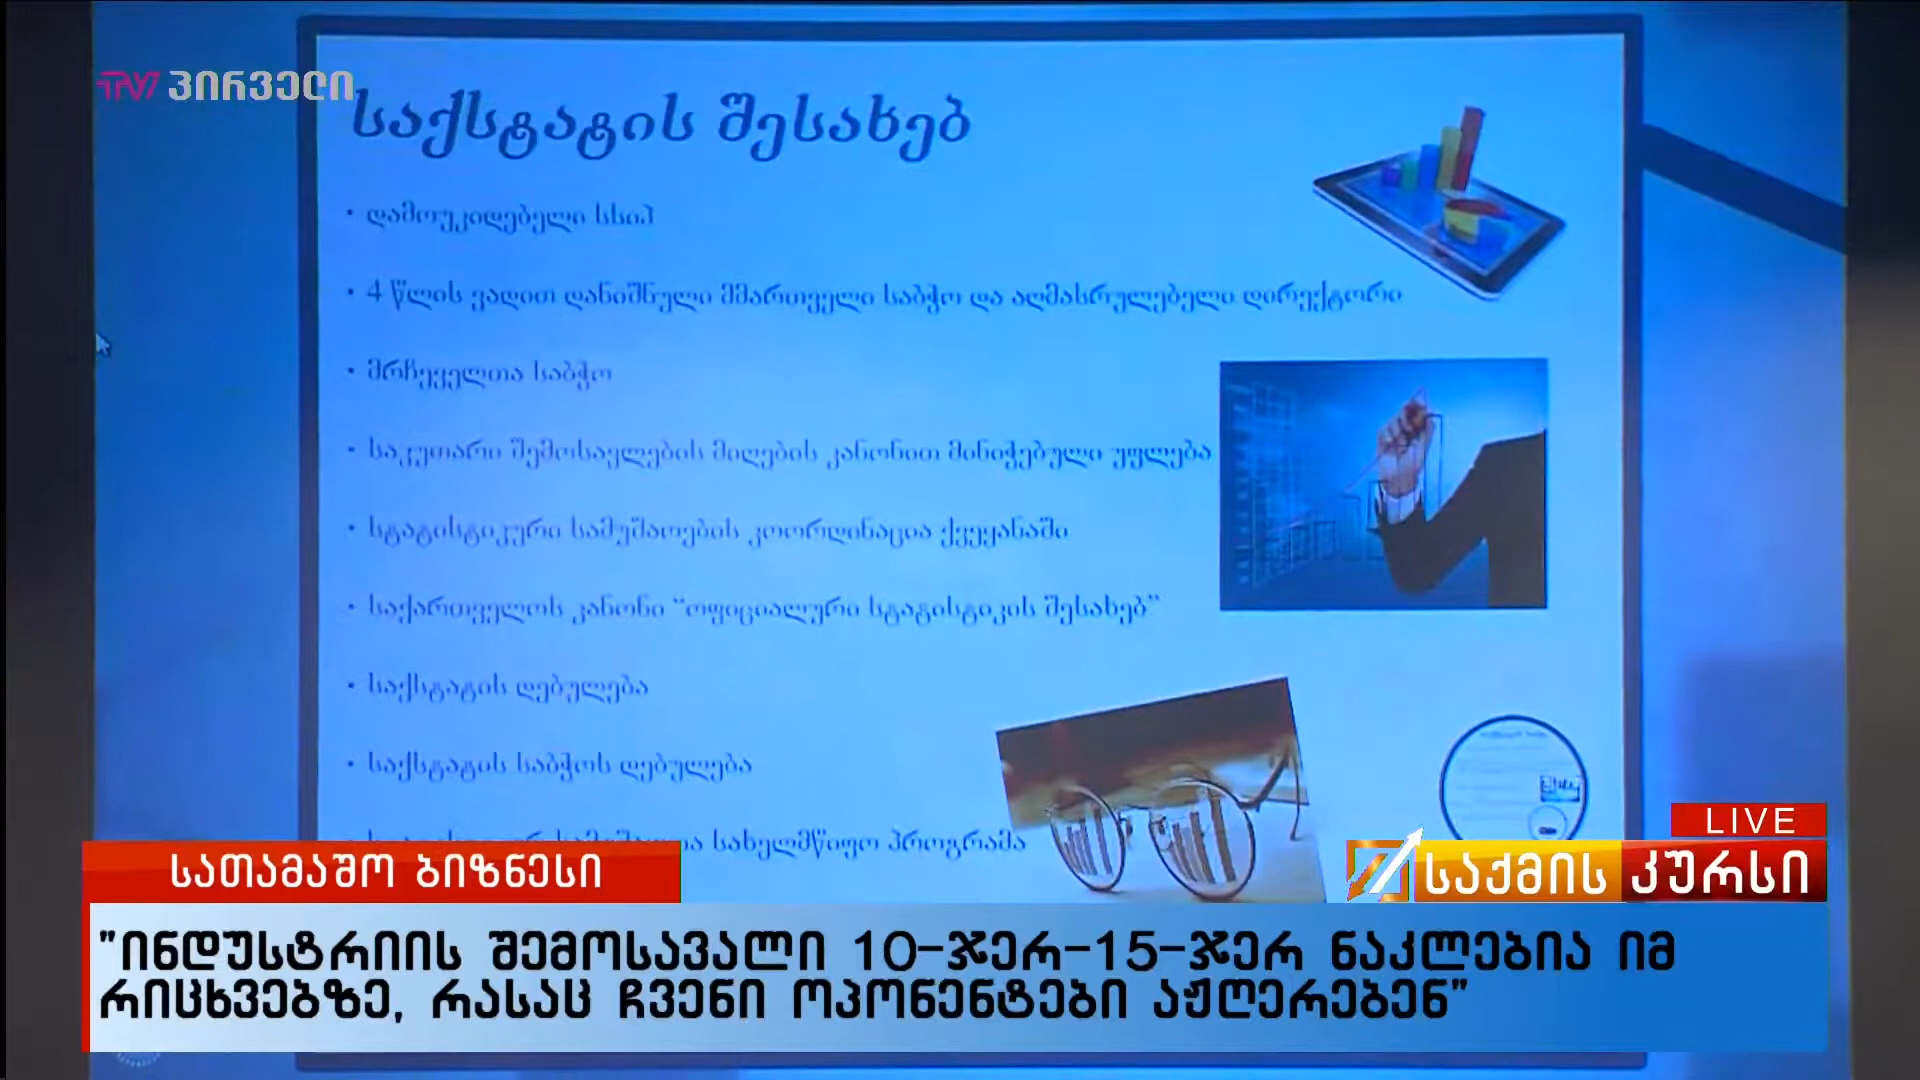 TV პირველი
საქსტატის შესახებ
• დამოუკიდებელი სსიპ
• 4 წლის ვადით დანიშნული მმართველი საბჭო და აღმასრულებელი დირექტორი
• მრჩეველთა საბჭო
• საკუთარი შემოსავლების მიღების კანონით მინიჭებული უფლება
• სტატისტიკური სამუშაოების კოორდინაცია ქვეყანაში
• საქართველოს კანონი “ოფიციალური სტატისტიკის შესახებ”
• საქსტატის დებულება
• საქსტატის საბჭოს დებულება
სახელმწიფო პროგრამა
LIVE
სათამაშო ბიზნესი
საქმის კურსი
"ინდუსტრიის შემოსავალი 10-ჯერ-15-ჯერ ნაკლებია იმ
რიცხვებზე, რასაც ჩვენი ოპონენტები აჟღერებენ"